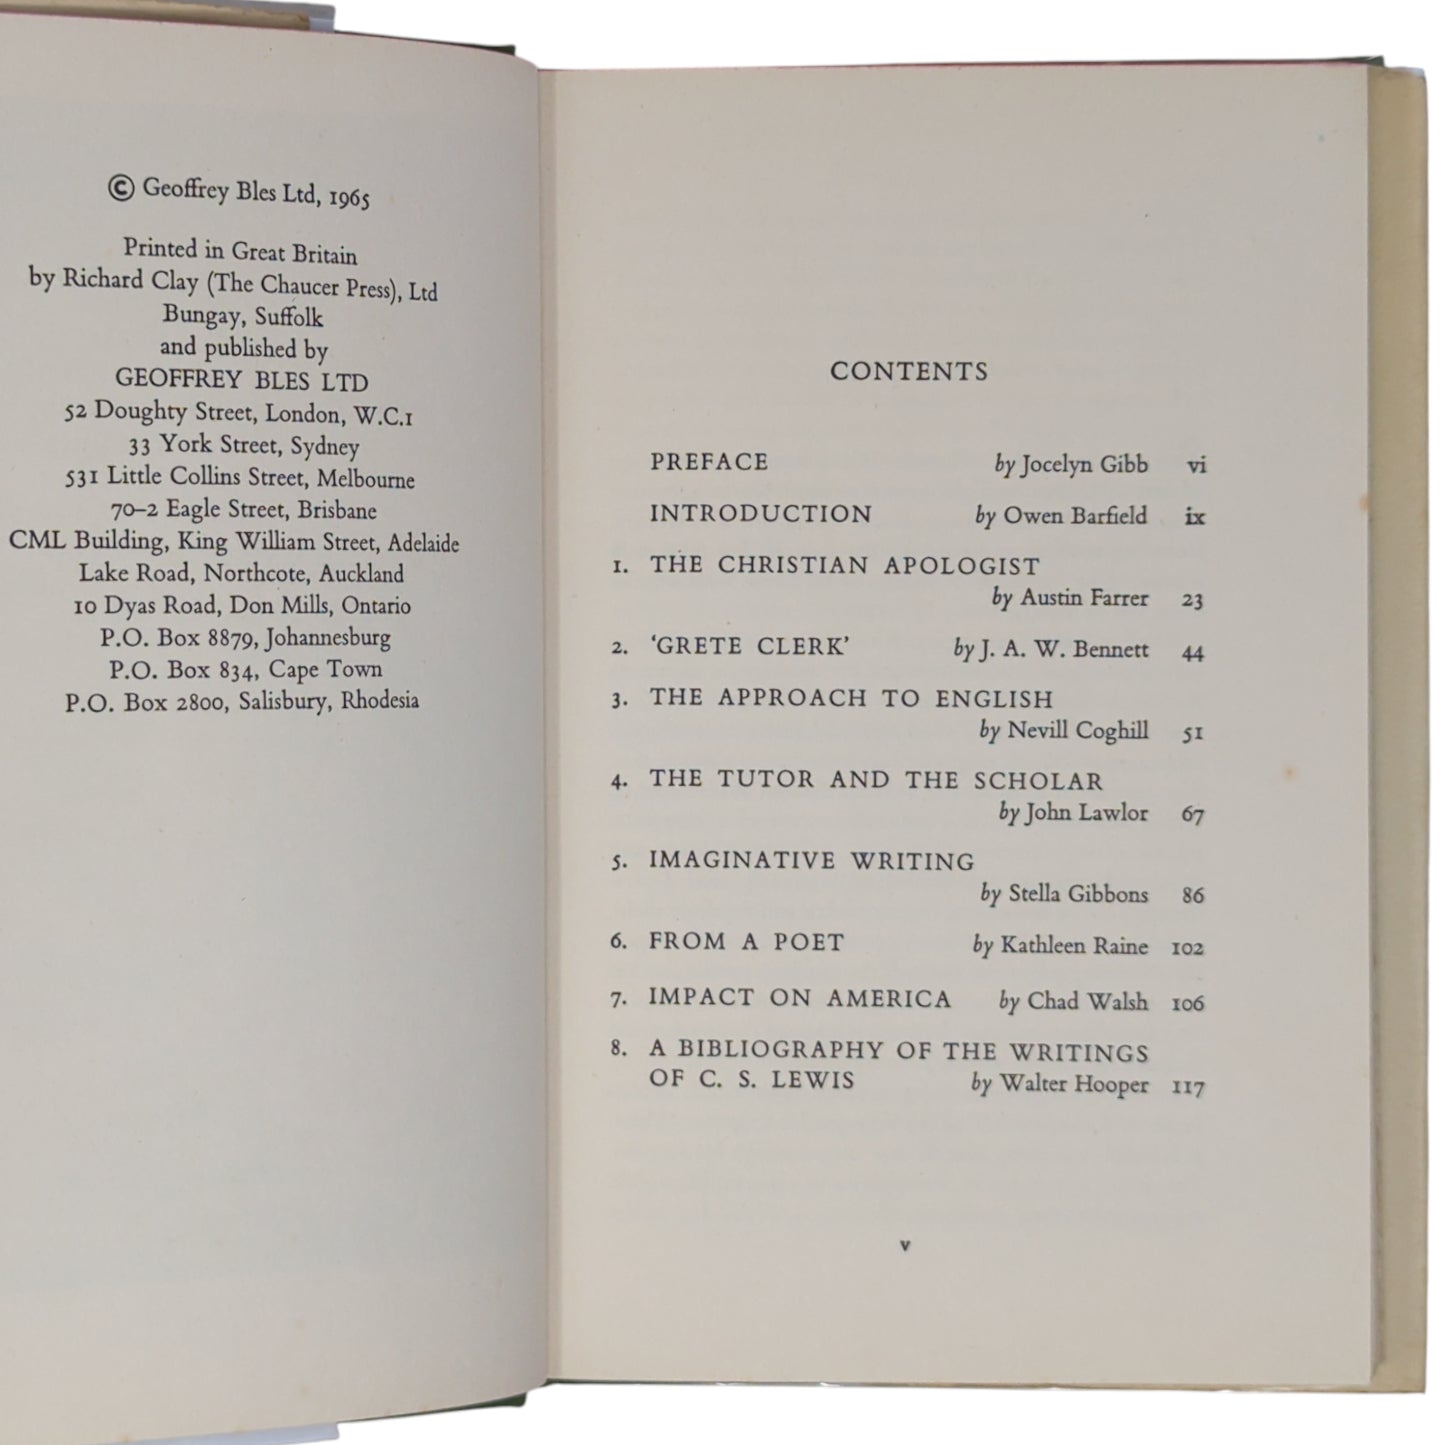 © Geoffrey Bles Ltd, 1965
Printed in Great Britain
by Richard Clay (The Chaucer Press), Ltd
Bungay, Suffolk
and published by
GEOFFREY BLES LTD
52 Doughty Street, London, W.C.1
33 York Street, Sydney
531 Little Collins Street, Melbourne
70–2 Eagle Street, Brisbane
CML Building, King William Street, Adelaide
Lake Road, Northcote, Auckland
10 Dyas Road, Don Mills, Ontario
P.O. Box 8879, Johannesburg
P.O. Box 834, Cape Town
P.O. Box 2800, Salisbury, Rhodesia
CONTENTS
PREFACE by Jocelyn Gibb vi
INTRODUCTION by Owen Barfield ix
1. THE CHRISTIAN APOLOGIST
by Austin Farrer 23
2. ‘GRETE CLERK’ by J. A. W. Bennett 44
3. THE APPROACH TO ENGLISH
by Nevill Coghill 51
4. THE TUTOR AND THE SCHOLAR
by John Lawlor 67
5. IMAGINATIVE WRITING
by Stella Gibbons 86
6. FROM A POET by Kathleen Raine 102
7. IMPACT ON AMERICA by Chad Walsh 106
8. A BIBLIOGRAPHY OF THE WRITINGS
OF C. S. LEWIS by Walter Hooper 117
v